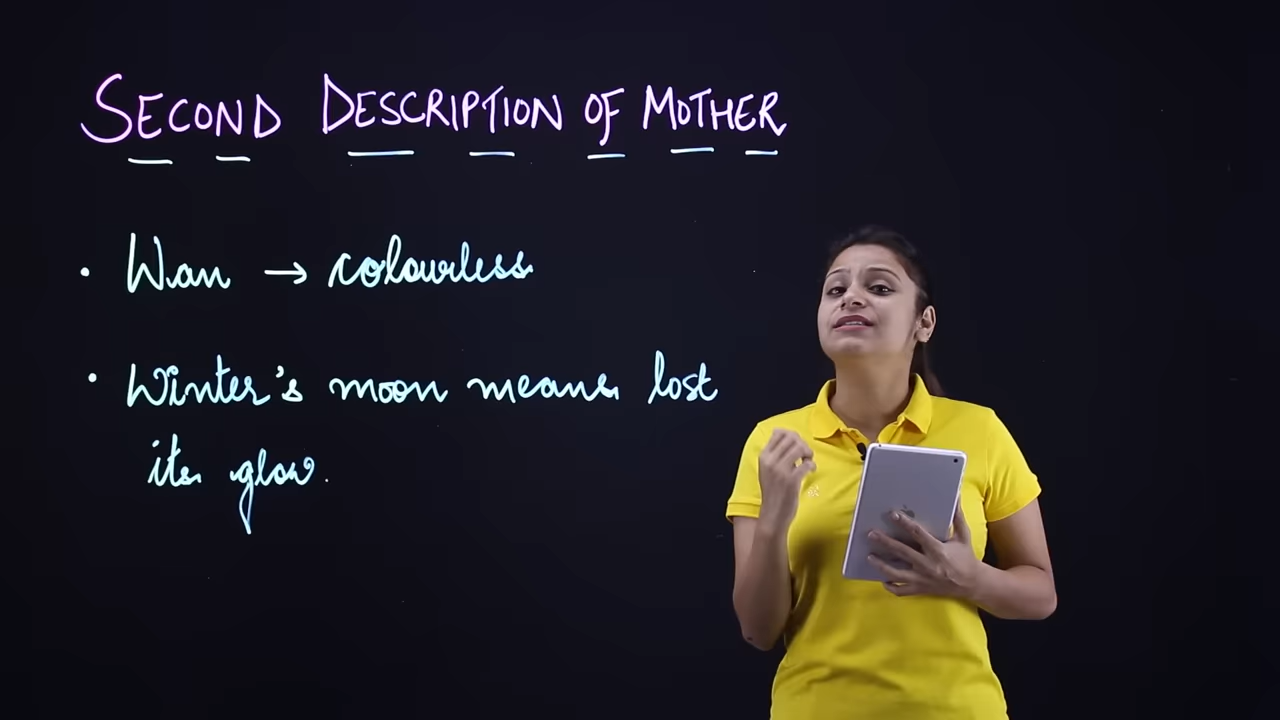 SECOND DESCRIPTION OF MOTHER
• Wan → colourless
• Winter's moon means lost
its glow.